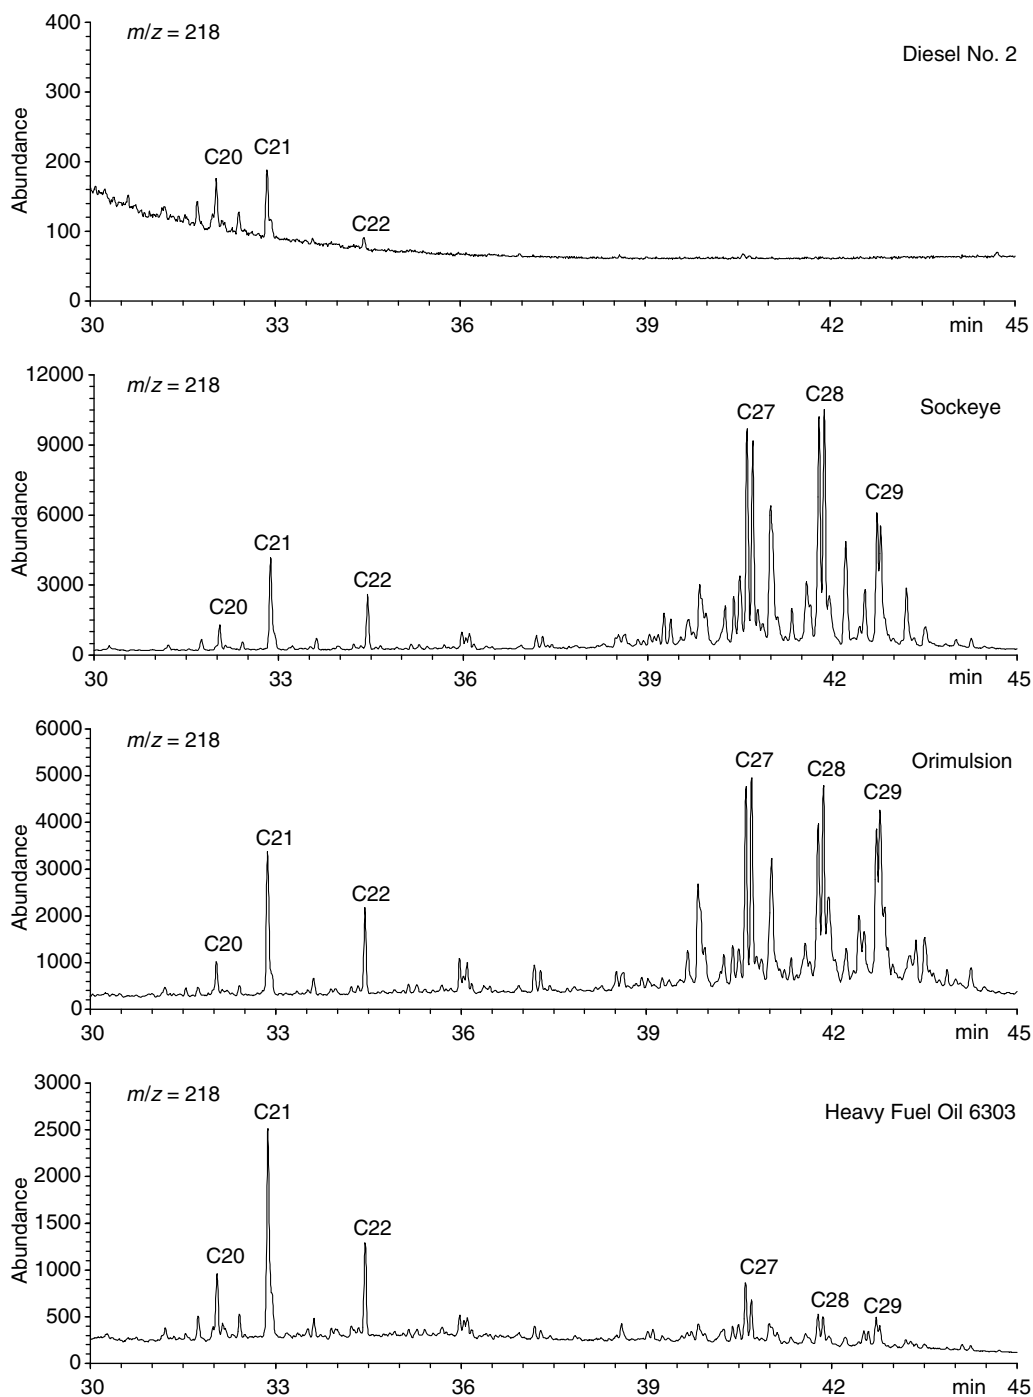 400
m/z = 218
Diesel No. 2
300
Abundance
200
C20
C21
100
C22
0
30
33
36
39
42
min
45
12000
m/z = 218
Sockeye
9000
Abundance
6000
3000
0
C20
C21
C22
C27
C28
C29
30
33
36
39
42
min
45
6000
m/z = 218
Orimulsion
5000
4000
Abundance
3000
2000
1000
0
C20
C21
C22
C27
C28
C29
30
33
36
39
42
min
45
3000
m/z = 218
Heavy Fuel Oil 6303
2500
2000
Abundance
1500
1000
500
0
C20
C21
C22
C27
C28
C29
30
33
36
39
42
min
45